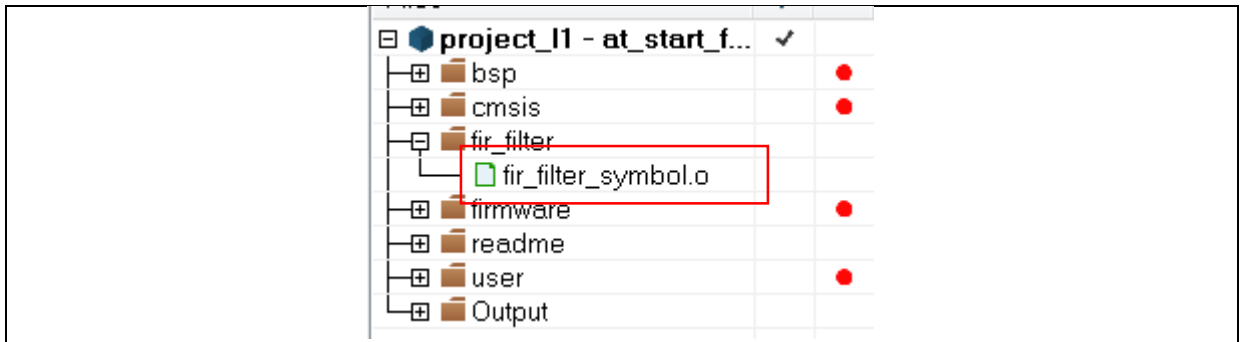 project_l1 - at_start_f...
bsp
cmsis
fir_filter
fir_filter_symbol.o
firmware
readme
user
Output